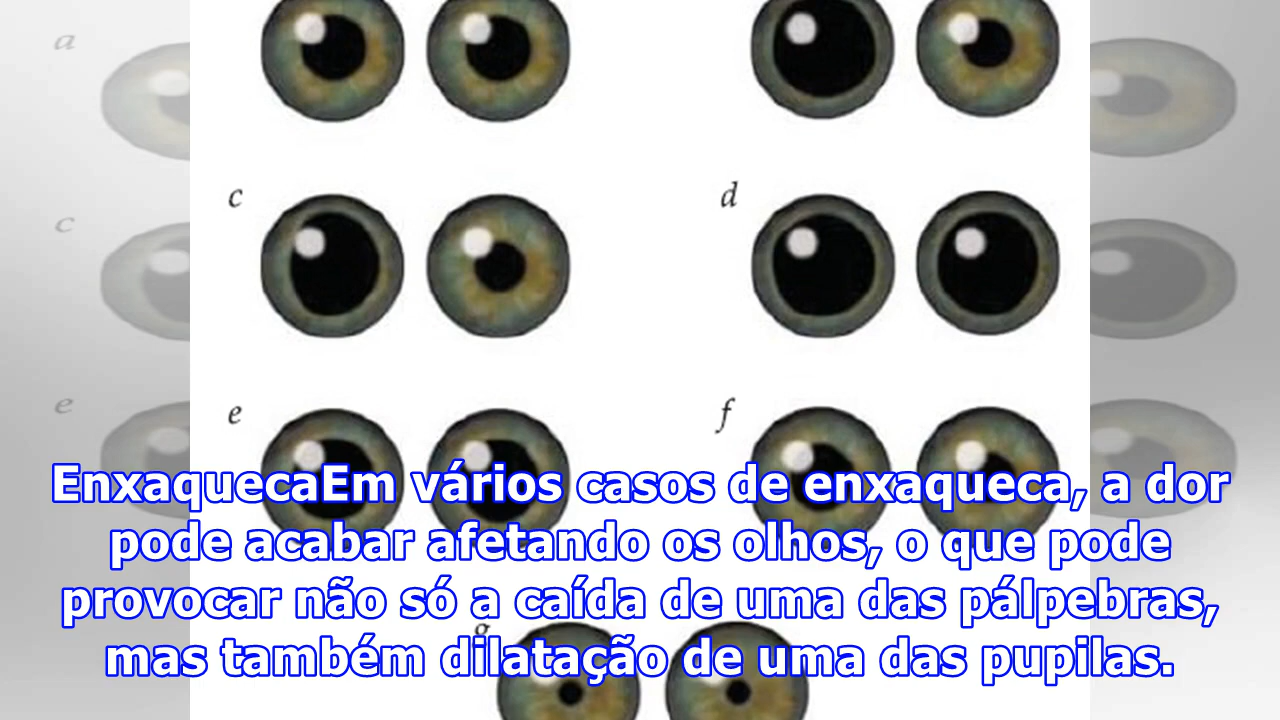 a
c
d
c
e
f
e
EnxaquecaEm vários casos de enxaqueca, a dor
pode acabar afetando os olhos, o que pode
provocar não só a caída de uma das pálpebras,
mas também dilatação de uma das pupilas.
g